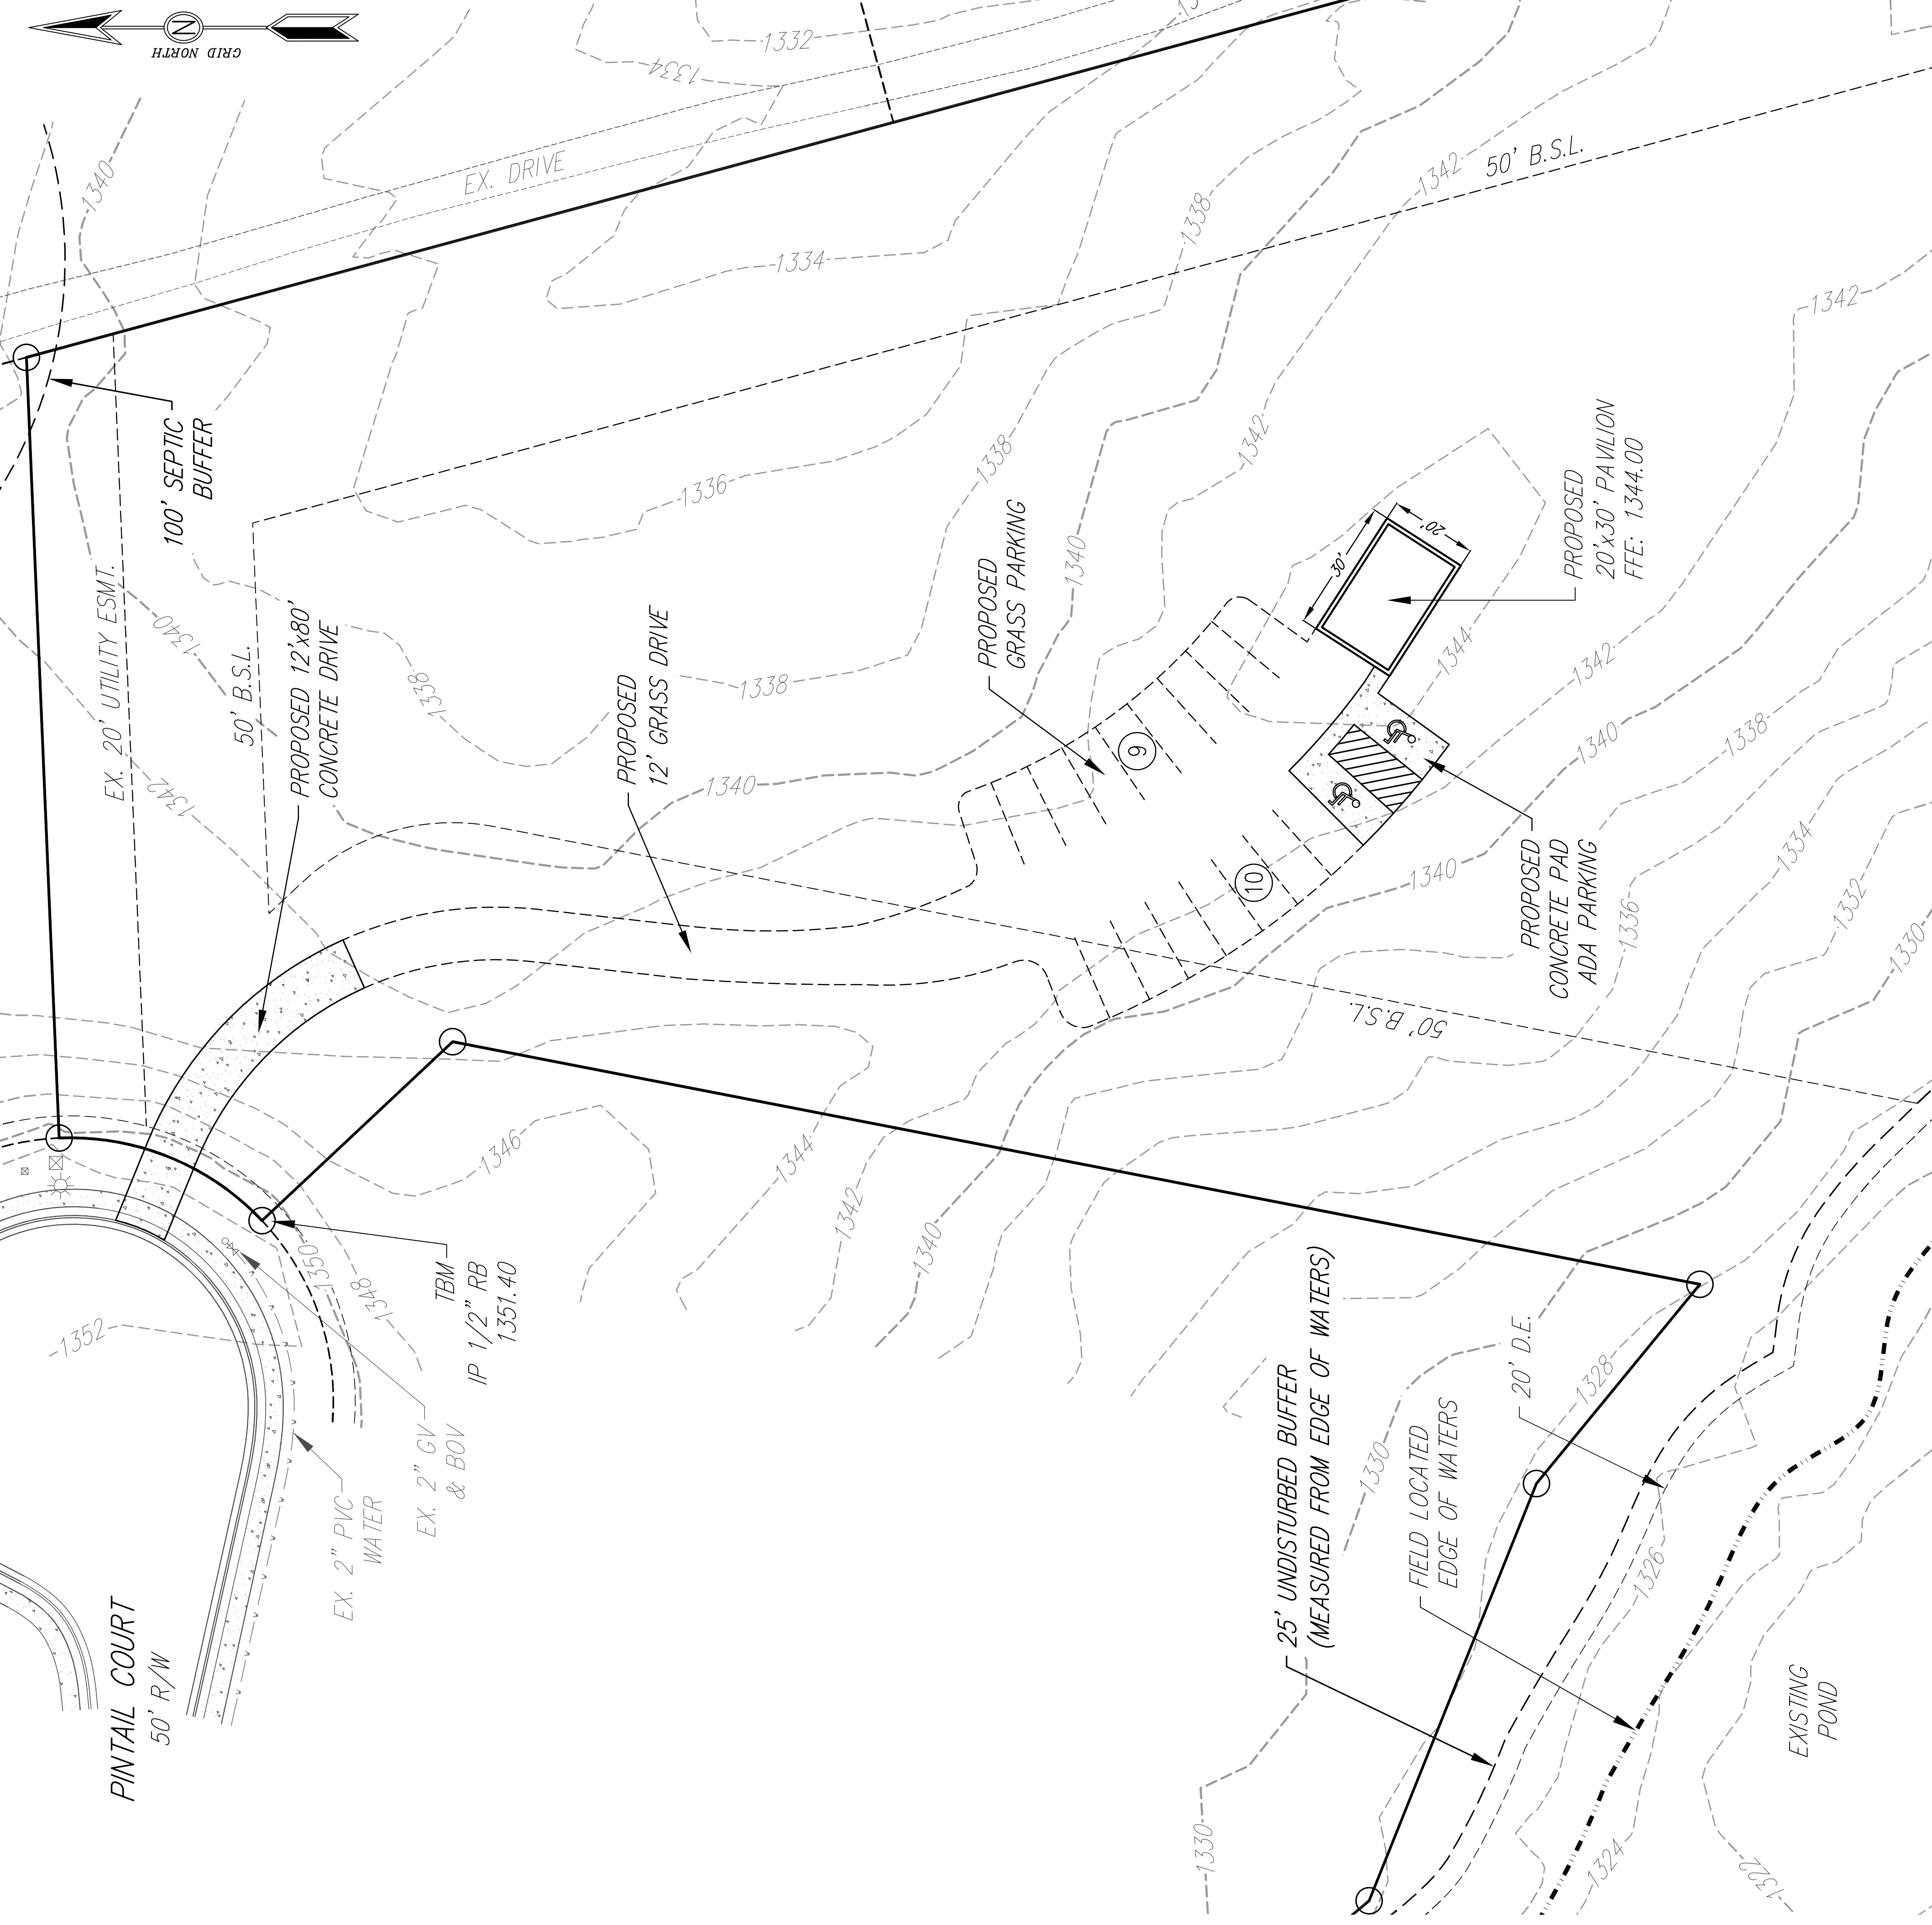 GRID NORTH
N
1332
1334
1340
EX. DRIVE
1334
1338
1342
50' B.S.L.
1342
100' SEPTIC
BUFFER
1336
1338
1342
EX. 20' UTILITY ESMT.
1340
50' B.S.L.
PROPOSED 12'x80'
CONCRETE DRIVE
1338
PROPOSED
12' GRASS DRIVE
1338
PROPOSED
GRASS PARKING
1340
30'
20'
PROPOSED
20'x30' PAVILION
FFE: 1344.00
1344
1342
1342
1340
9
10
1340
1338
1340
1336
1334
1332
1330
PROPOSED
CONCRETE PAD
ADA PARKING
50' B.S.L.
1346
1344
1342
1340
1350
1348
1352
TBM
IP 1/2" RB
1351.40
EX. 2" GV
& BOV
EX. 2" PVC
WATER
PINTAIL COURT
50' R/W
25' UNDISTURBED BUFFER
(MEASURED FROM EDGE OF WATERS)
1330
FIELD LOCATED
EDGE OF WATERS
20' D.E.
1328
1326
EXISTING
POND
1330
1324
1322